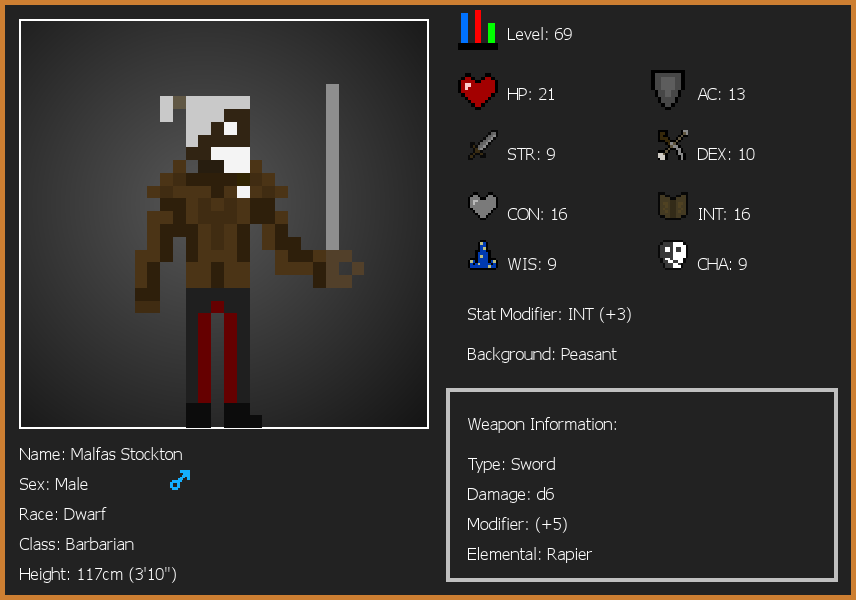 Level: 69
HP: 21
AC: 13
STR: 9
DEX: 10
CON: 16
INT: 16
WIS: 9
CHA: 9
Stat Modifier: INT (+3)
Background: Peasant
Weapon Information:
Type: Sword
Damage: d6
Modifier: (+5)
Elemental: Rapier
Name: Malfas Stockton
Sex: Male
Race: Dwarf
Class: Barbarian
Height: 117cm (3'10")